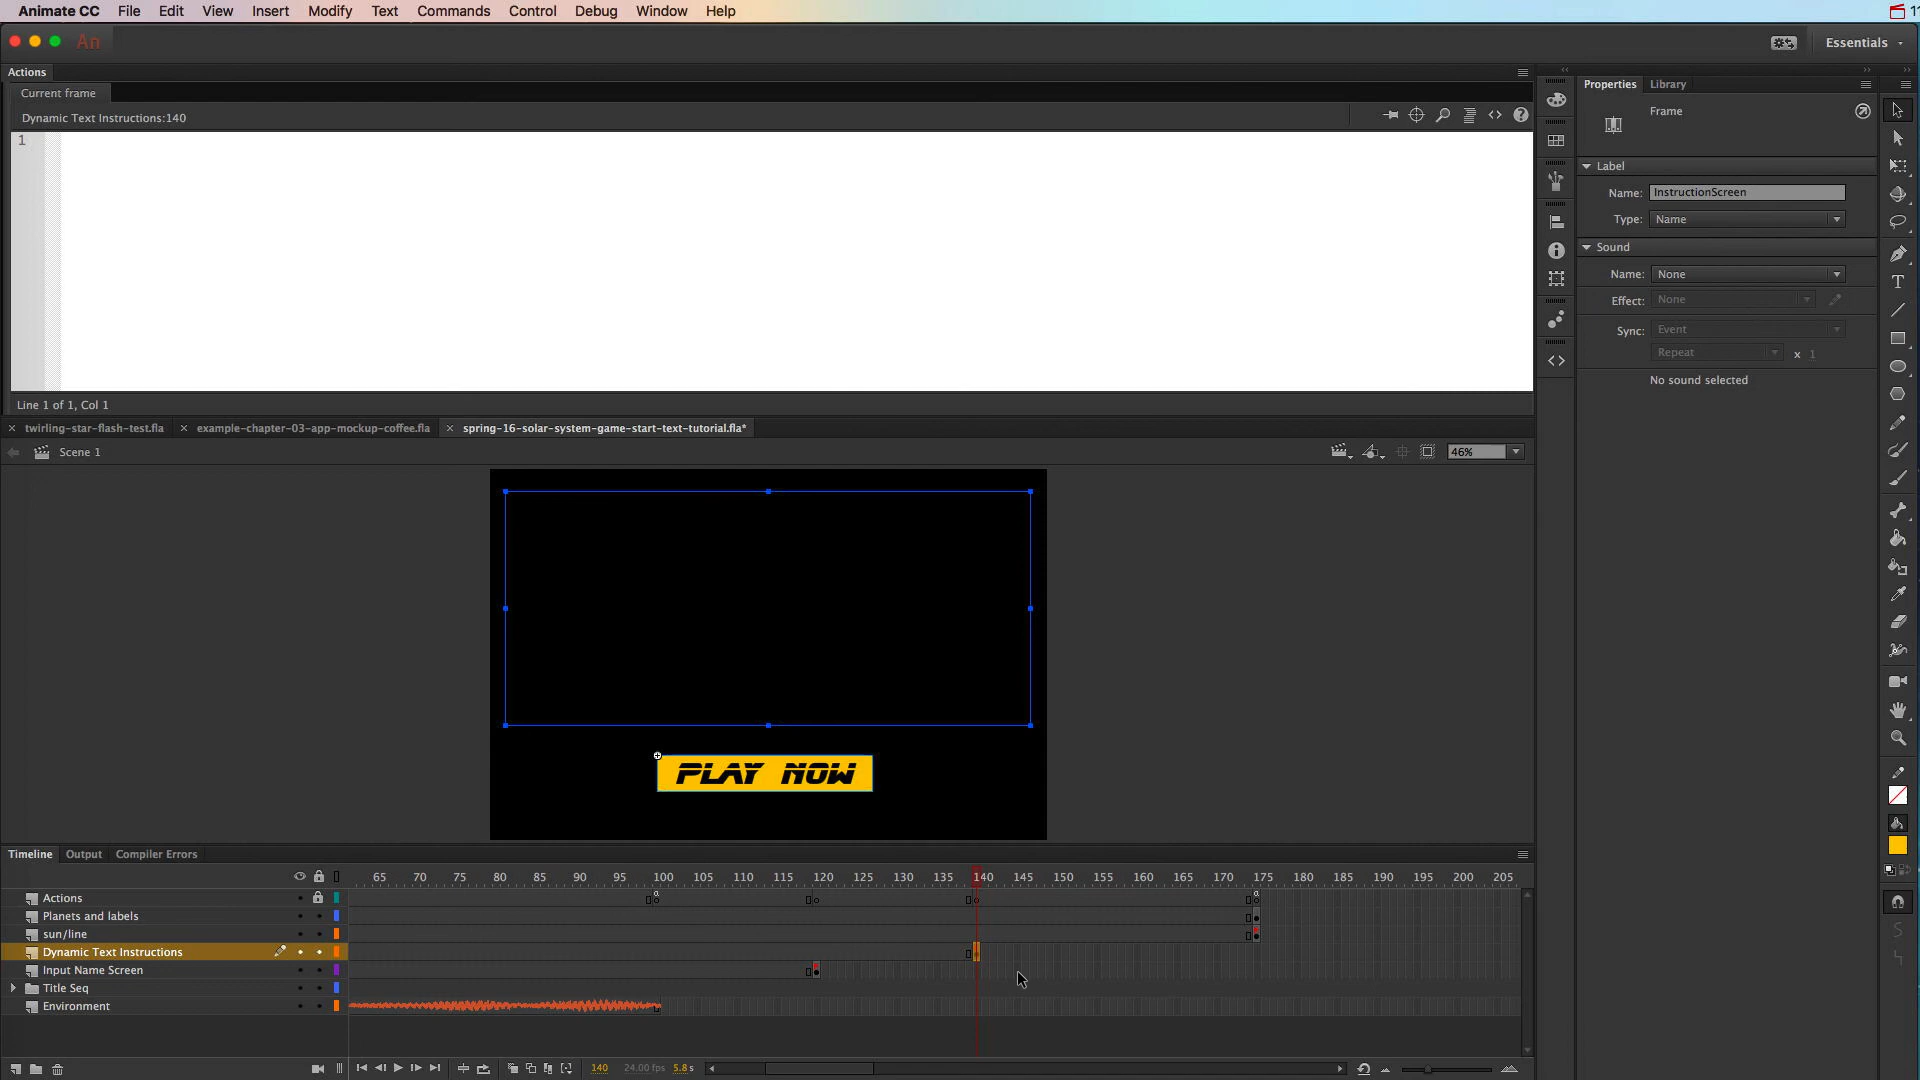 Animate CC File Edit View Insert Modify Text Commands Control Debug Window Help
An
Essentials
Actions
Current frame
Dynamic Text Instructions:140
1
Line 1 of 1, Col 1
Properties Library
Frame
Label
Name: InstructionScreen
Type: Name
Sound
Name: None
Effect: None
Sync: Event
Repeat x 1
No sound selected
twirling-star-flash-test.fla example-chapter-03-app-mockup-coffee.fla spring-16-solar-system-game-start-text-tutorial.fla*
Scene 1
46%
PLAY NOW
Timeline Output Compiler Errors
65 70 75 80 85 90 95 100 105 110 115 120 125 130 135 140 145 150 155 160 165 170 175 180 185 190 195 200 205
Actions
Planets and labels
sun/line
Dynamic Text Instructions
Input Name Screen
Title Seq
Environment
140 24.00 fps 5.8 s